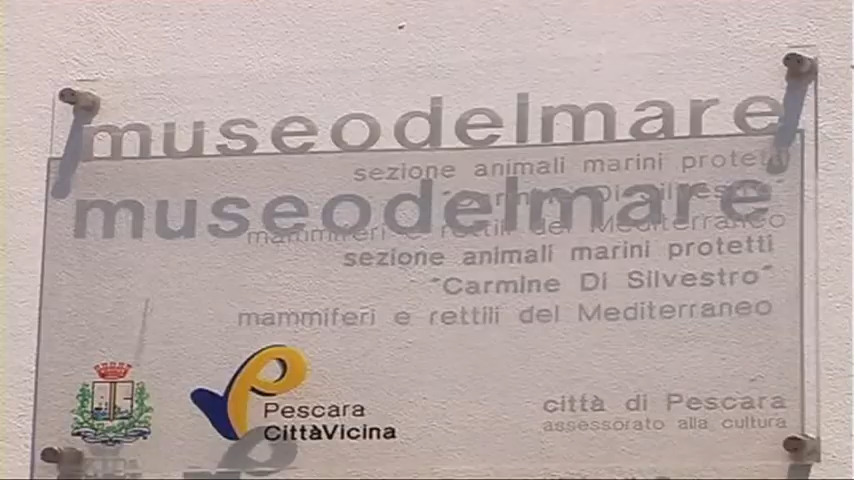 museodelmare
sezione animali marini protetti
"Carmine Di Silvestro"
mammiferi e rettili del Mediterraneo
Pescara
CittàVicina
città di Pescara
assessorato alla cultura